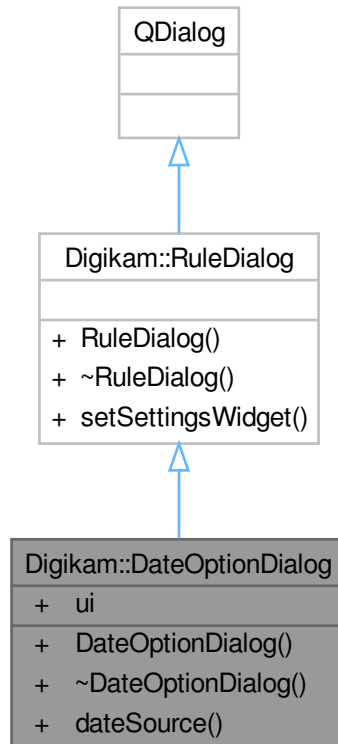 QDialog
Digikam::RuleDialog
+ RuleDialog()
+ ~RuleDialog()
+ setSettingsWidget()
Digikam::DateOptionDialog
+ ui
+ DateOptionDialog()
+ ~DateOptionDialog()
+ dateSource()